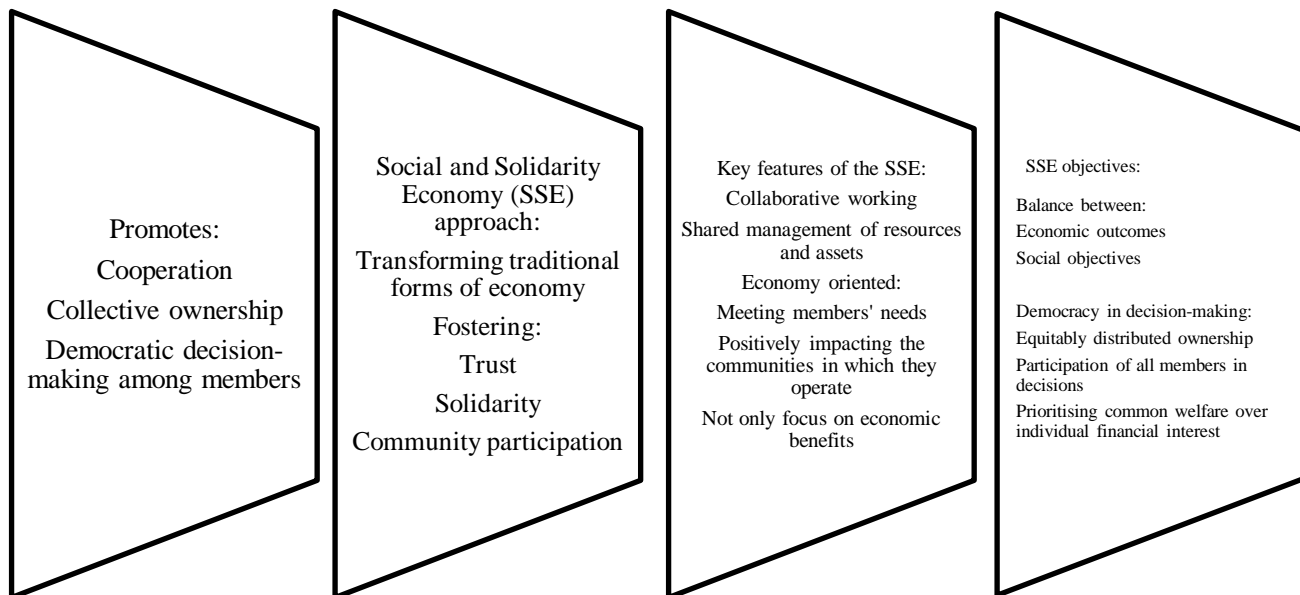 Promotes:
Cooperation
Collective ownership
Democratic decision-
making among members
Social and Solidarity
Economy (SSE)
approach:
Transforming traditional
forms of economy
Fostering:
Trust
Solidarity
Community participation
Key features of the SSE:
Collaborative working
Shared management of resources
and assets
Economy oriented:
Meeting members' needs
Positively impacting the
communities in which they
operate
Not only focus on economic
benefits
SSE objectives:
Balance between:
Economic outcomes
Social objectives
Democracy in decision-making:
Equitably distributed ownership
Participation of all members in
decisions
Prioritising common welfare over
individual financial interest